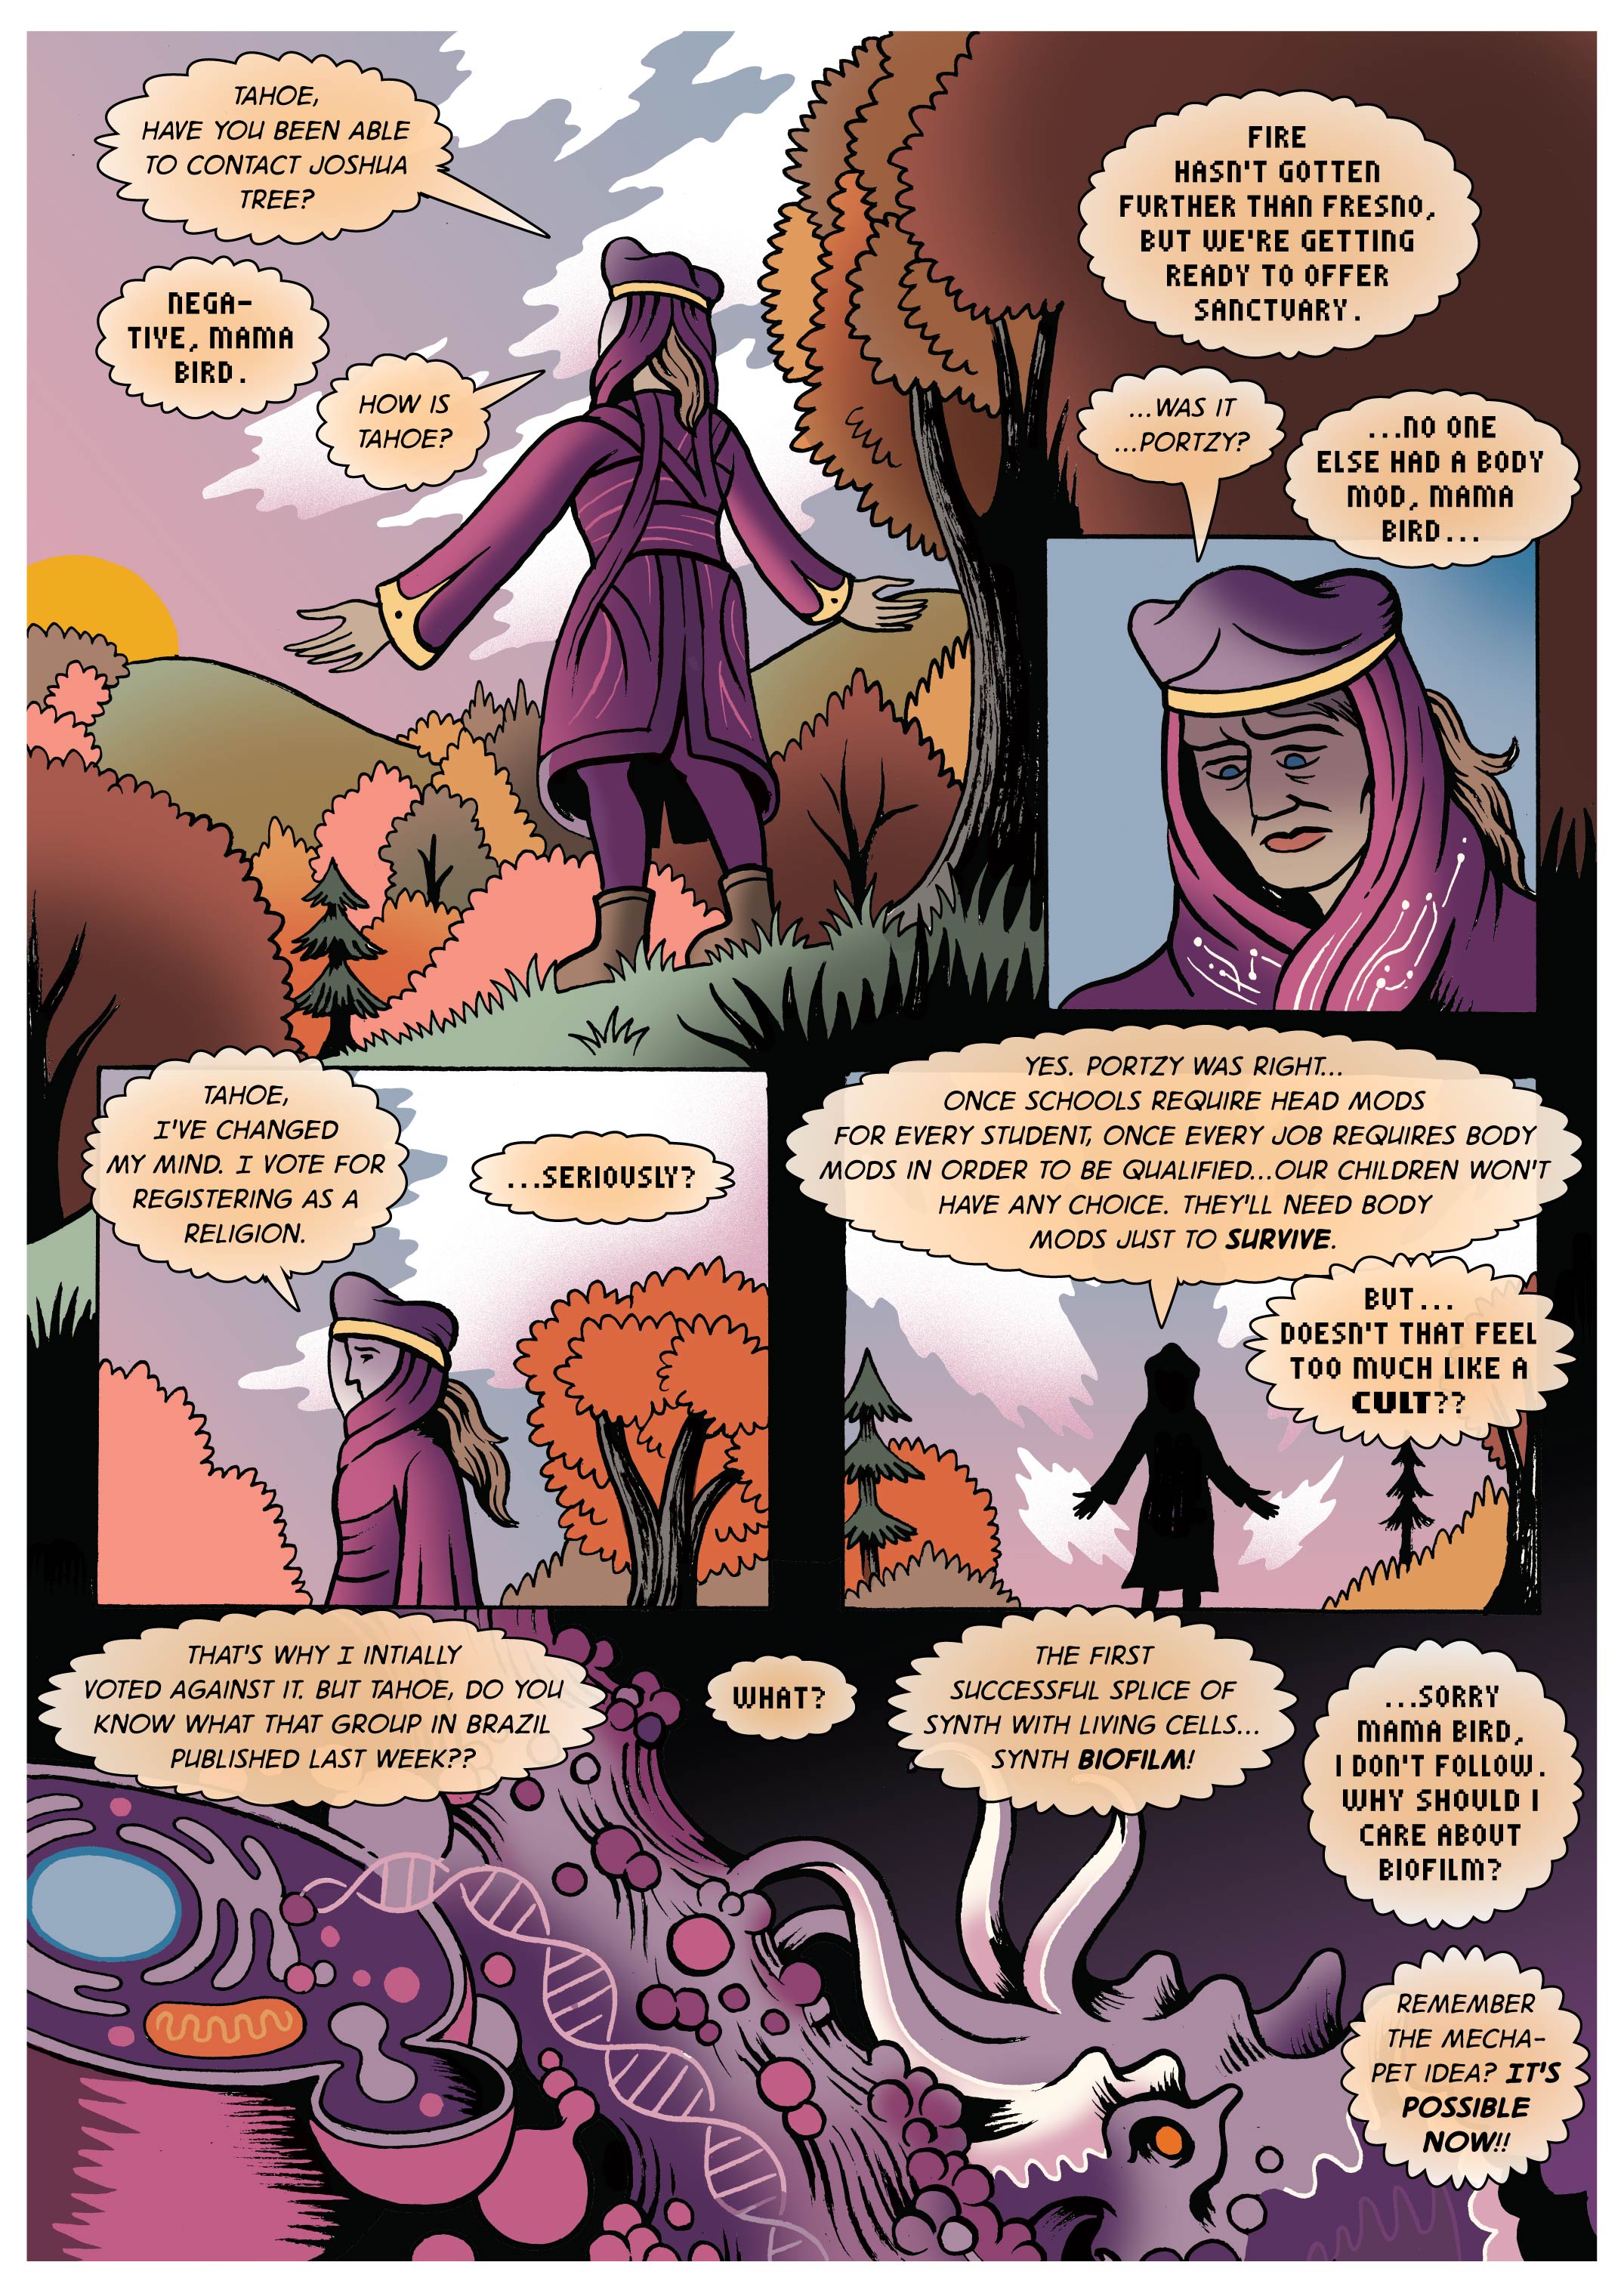 TAHOE,
HAVE YOU BEEN ABLE
TO CONTACT JOSHUA
TREE?
NEGA-
TIVE, MAMA
BIRD.
HOW IS
TAHOE?
FIRE
HASN'T GOTTEN
FURTHER THAN FRESNO,
BUT WE'RE GETTING
READY TO OFFER
SANCTUARY.
...WAS IT
...PORTZY?
...NO ONE
ELSE HAD A BODY
MOD, MAMA
BIRD...
TAHOE,
I'VE CHANGED
MY MIND. I VOTE FOR
REGISTERING AS A
RELIGION.
...SERIOUSLY?
YES. PORTZY WAS RIGHT...
ONCE SCHOOLS REQUIRE HEAD MODS
FOR EVERY STUDENT, ONCE EVERY JOB REQUIRES BODY
MODS IN ORDER TO BE QUALIFIED...OUR CHILDREN WON'T
HAVE ANY CHOICE. THEY'LL NEED BODY
MODS JUST TO SURVIVE.
BUT...
DOESN'T THAT FEEL
TOO MUCH LIKE A
CULT??
THAT'S WHY I INTIALLY
VOTED AGAINST IT. BUT TAHOE, DO YOU
KNOW WHAT THAT GROUP IN BRAZIL
PUBLISHED LAST WEEK??
WHAT?
THE FIRST
SUCCESSFUL SPLICE OF
SYNTH WITH LIVING CELLS...
SYNTH BIOFILM!
...SORRY
MAMA BIRD,
I DON'T FOLLOW.
WHY SHOULD I
CARE ABOUT
BIOFILM?
REMEMBER
THE MECHA-
PET IDEA? IT'S
POSSIBLE
NOW!!